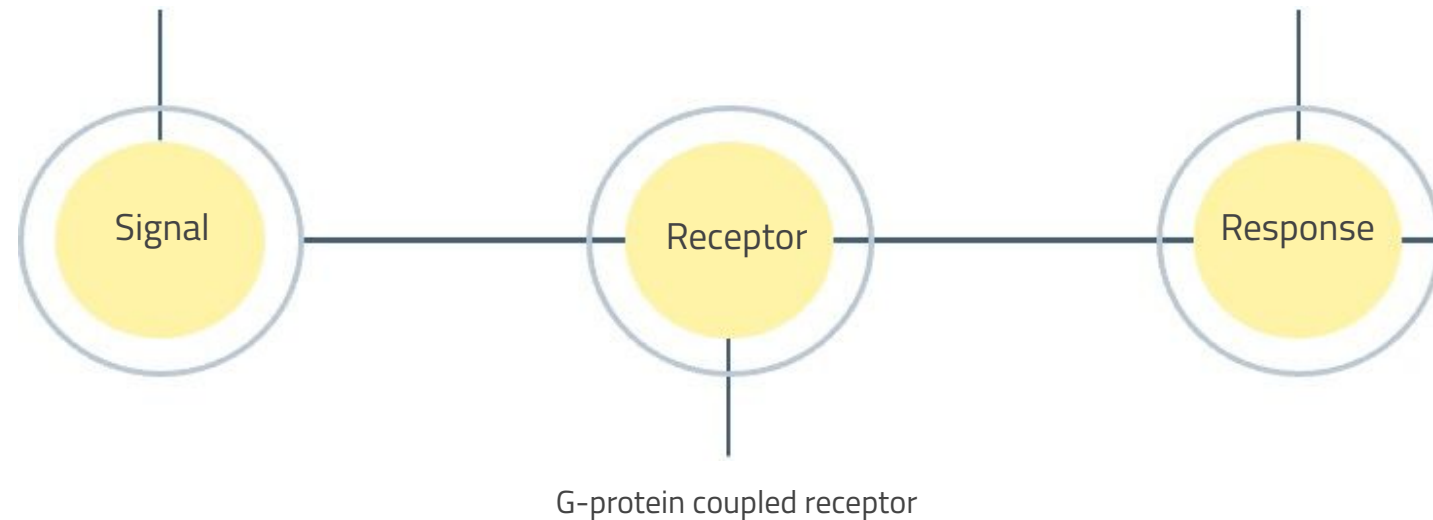 Signal
Receptor
Response
G-protein coupled receptor